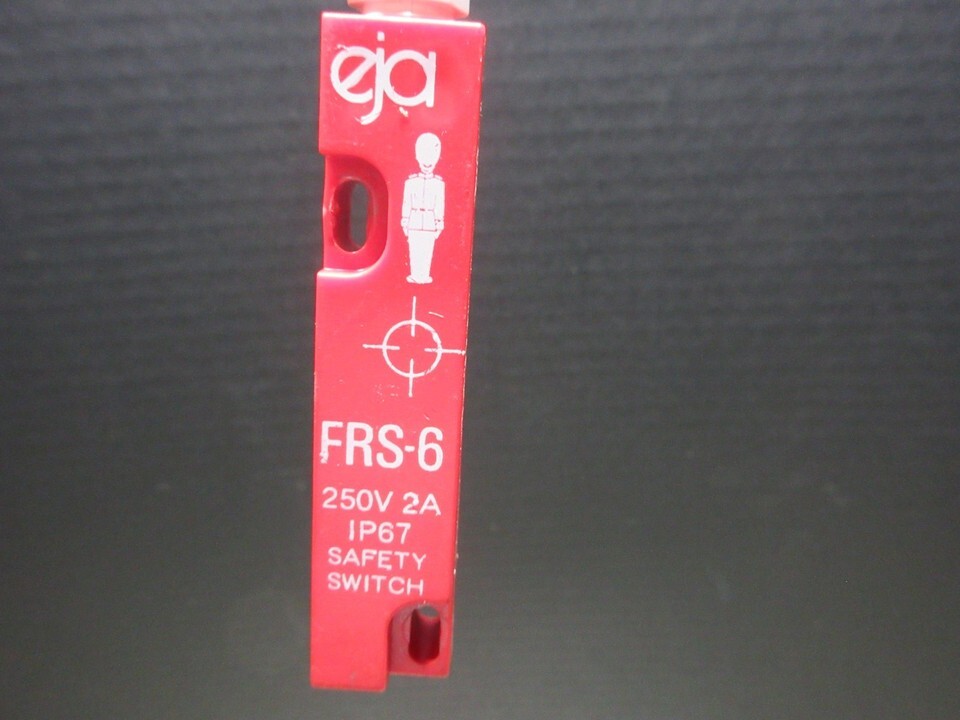 eja
FRS-6
250V 2A
IP67
SAFETY
SWITCH